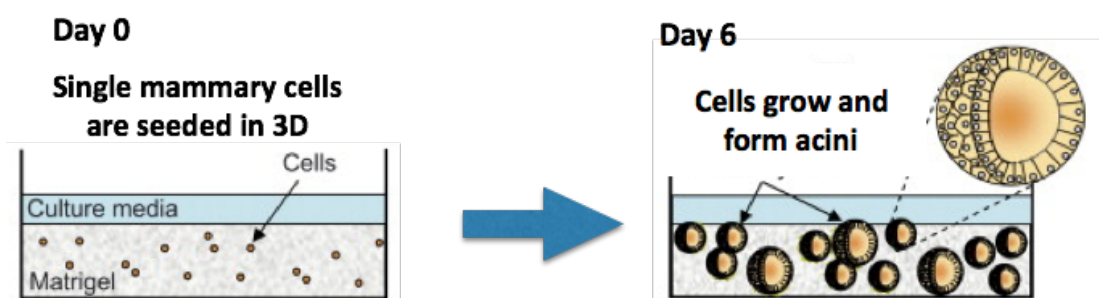 Day 0
Single mammary cells
are seeded in 3D
Cells
Culture media
Matrigel
Day 6
Cells grow and
form acini